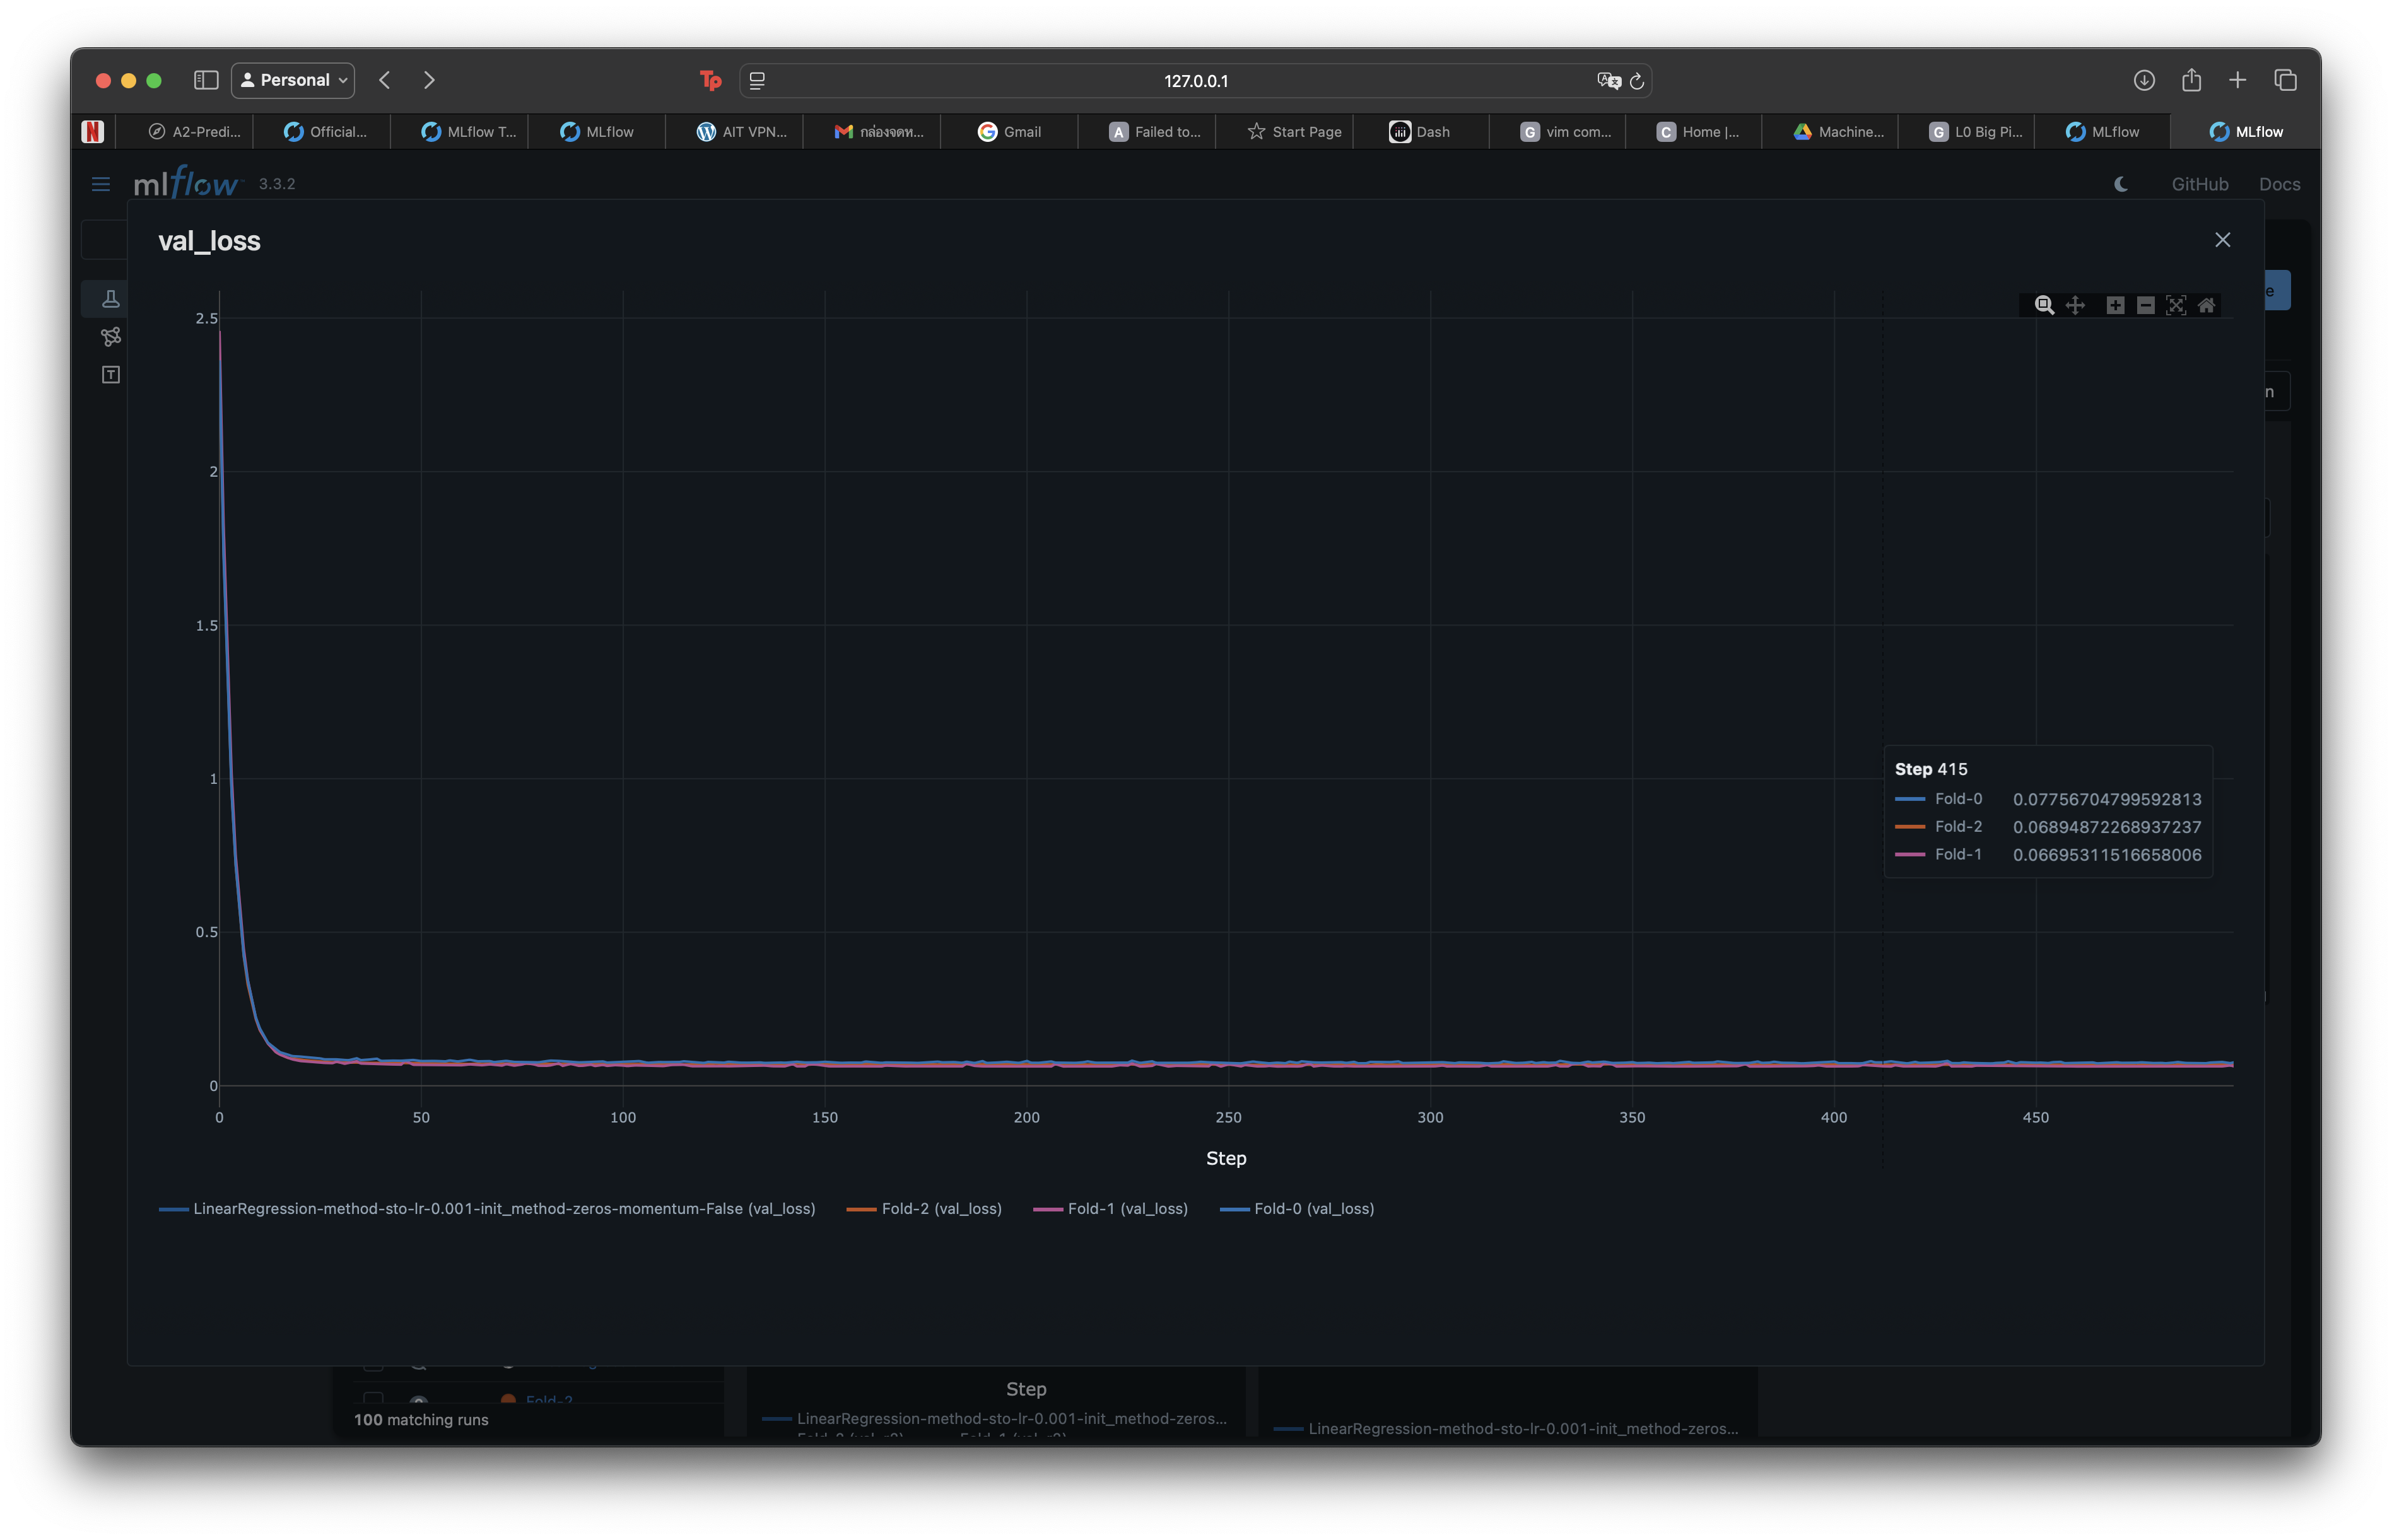 Personal
127.0.0.1
A2-Predi...
Official...
MLflow T...
MLflow
AIT VPN...
กล่องจดห...
Gmail
Failed to...
Start Page
Dash
vim com...
Home |...
Machine...
L0 Big Pi...
MLflow
MLflow
mlflow 3.3.2
GitHub Docs
val_loss
2.5
2
1.5
1
0.5
0
Step 415
Fold-0 0.07756704799592813
Fold-2 0.06894872268937237
Fold-1 0.06695311516658006
0 50 100 150 200 250 300 350 400 450
Step
LinearRegression-method-sto-lr-0.001-init_method-zeros-momentum-False (val_loss) Fold-2 (val_loss) Fold-1 (val_loss) Fold-0 (val_loss)
Step
Fold-2
100 matching runs
LinearRegression-method-sto-lr-0.001-init_method-zeros...
LinearRegression-method-sto-lr-0.001-init_method-zeros...